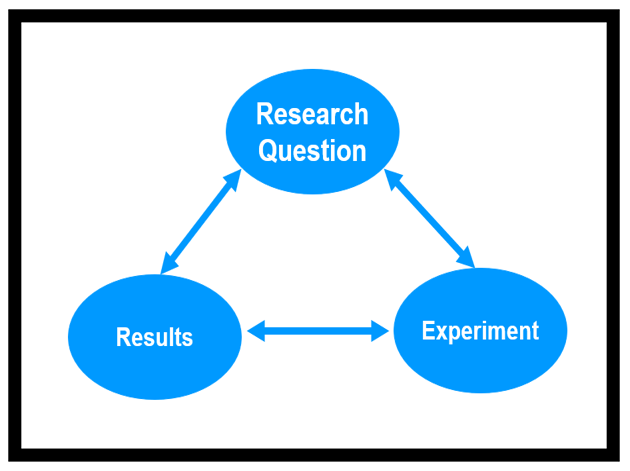 Research
Question
Results
Experiment